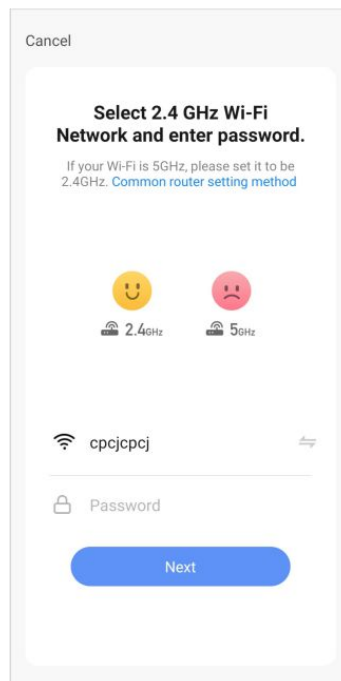 Cancel
Select 2.4 GHz Wi-Fi
Network and enter password.
If your Wi-Fi is 5GHz, please set it to be
2.4GHz. Common router setting method
2.4GHz 5GHz
cpcjcpcj
Password
Next